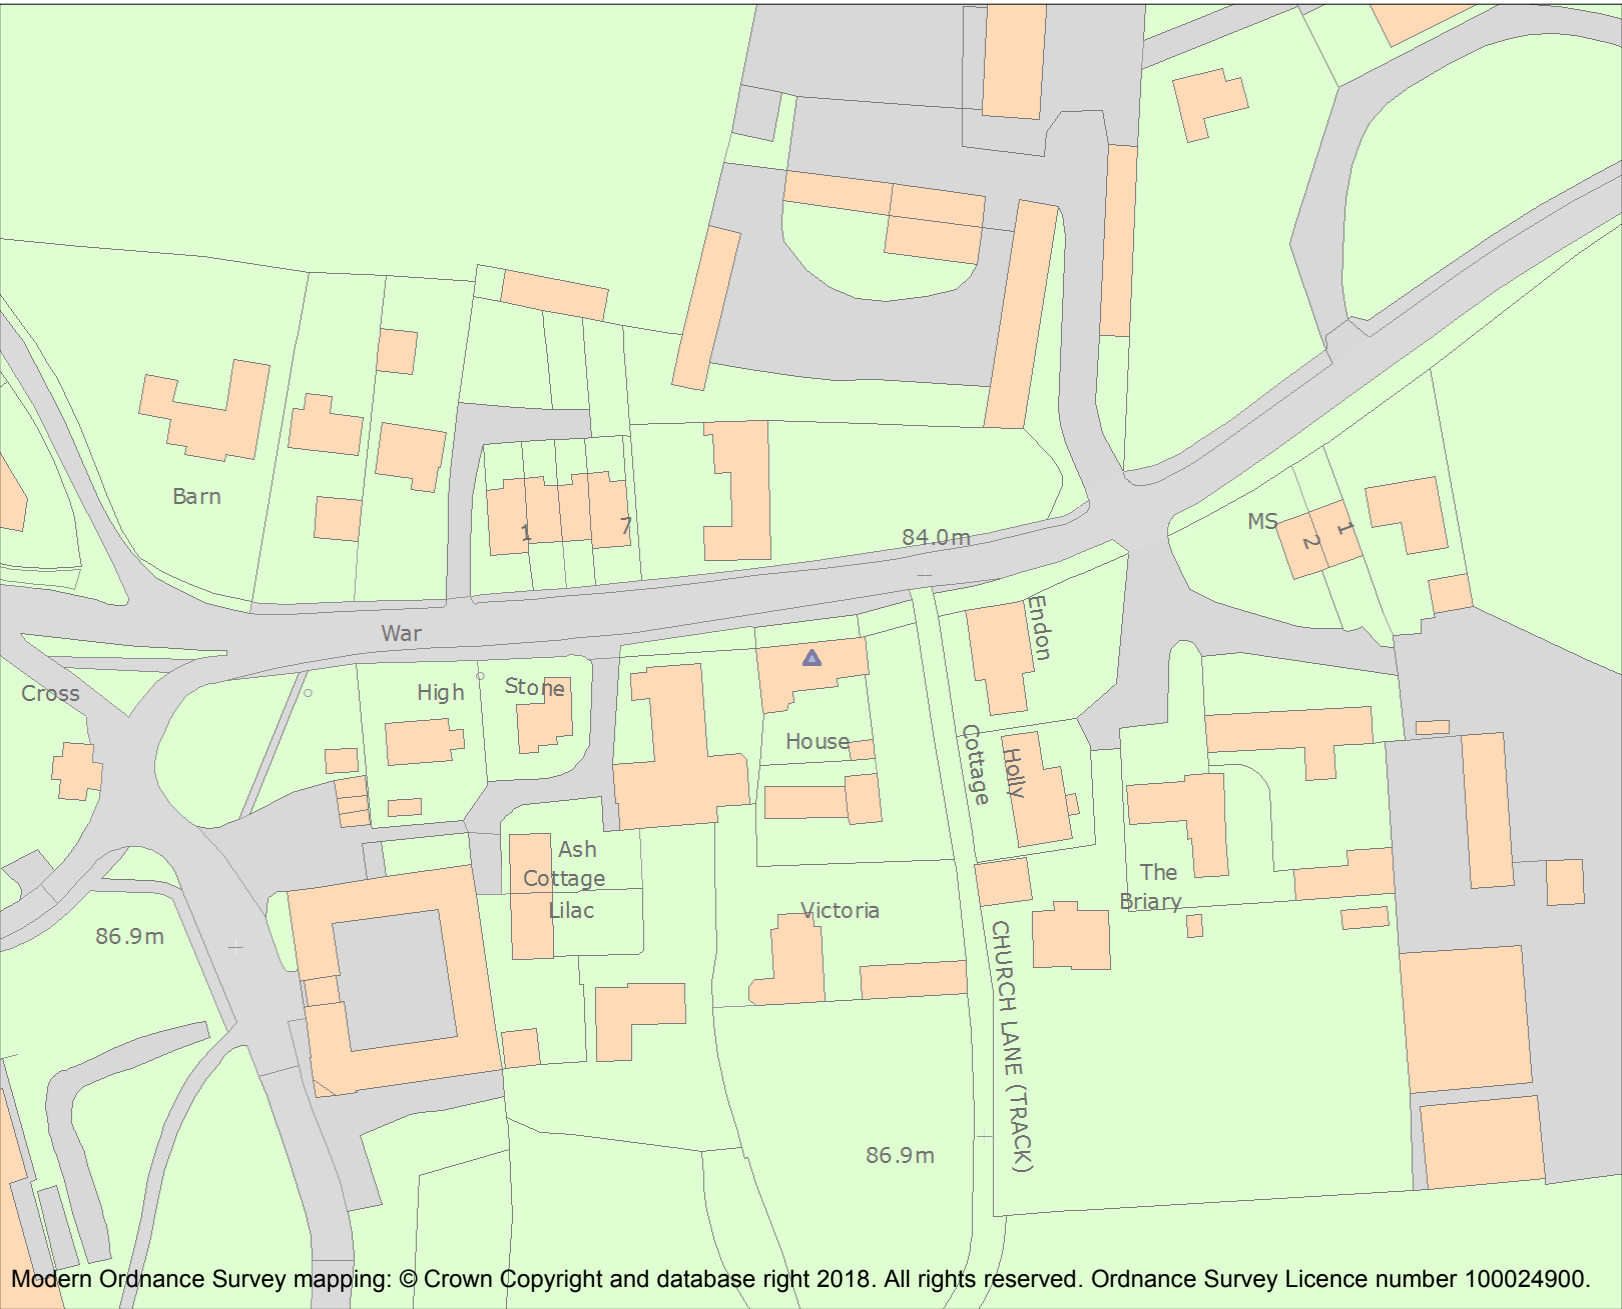 Barn
1
7
84.0m
MS
2
1
War
Endon
Cross
High
Stone
House
Cottage
Holly
Ash
Cottage
The
Briary
Lilac
Victoria
86.9m
CHURCH LANE (TRACK)
86.9m
Modern Ordnance Survey mapping: © Crown Copyright and database right 2018. All rights reserved. Ordnance Survey Licence number 100024900.